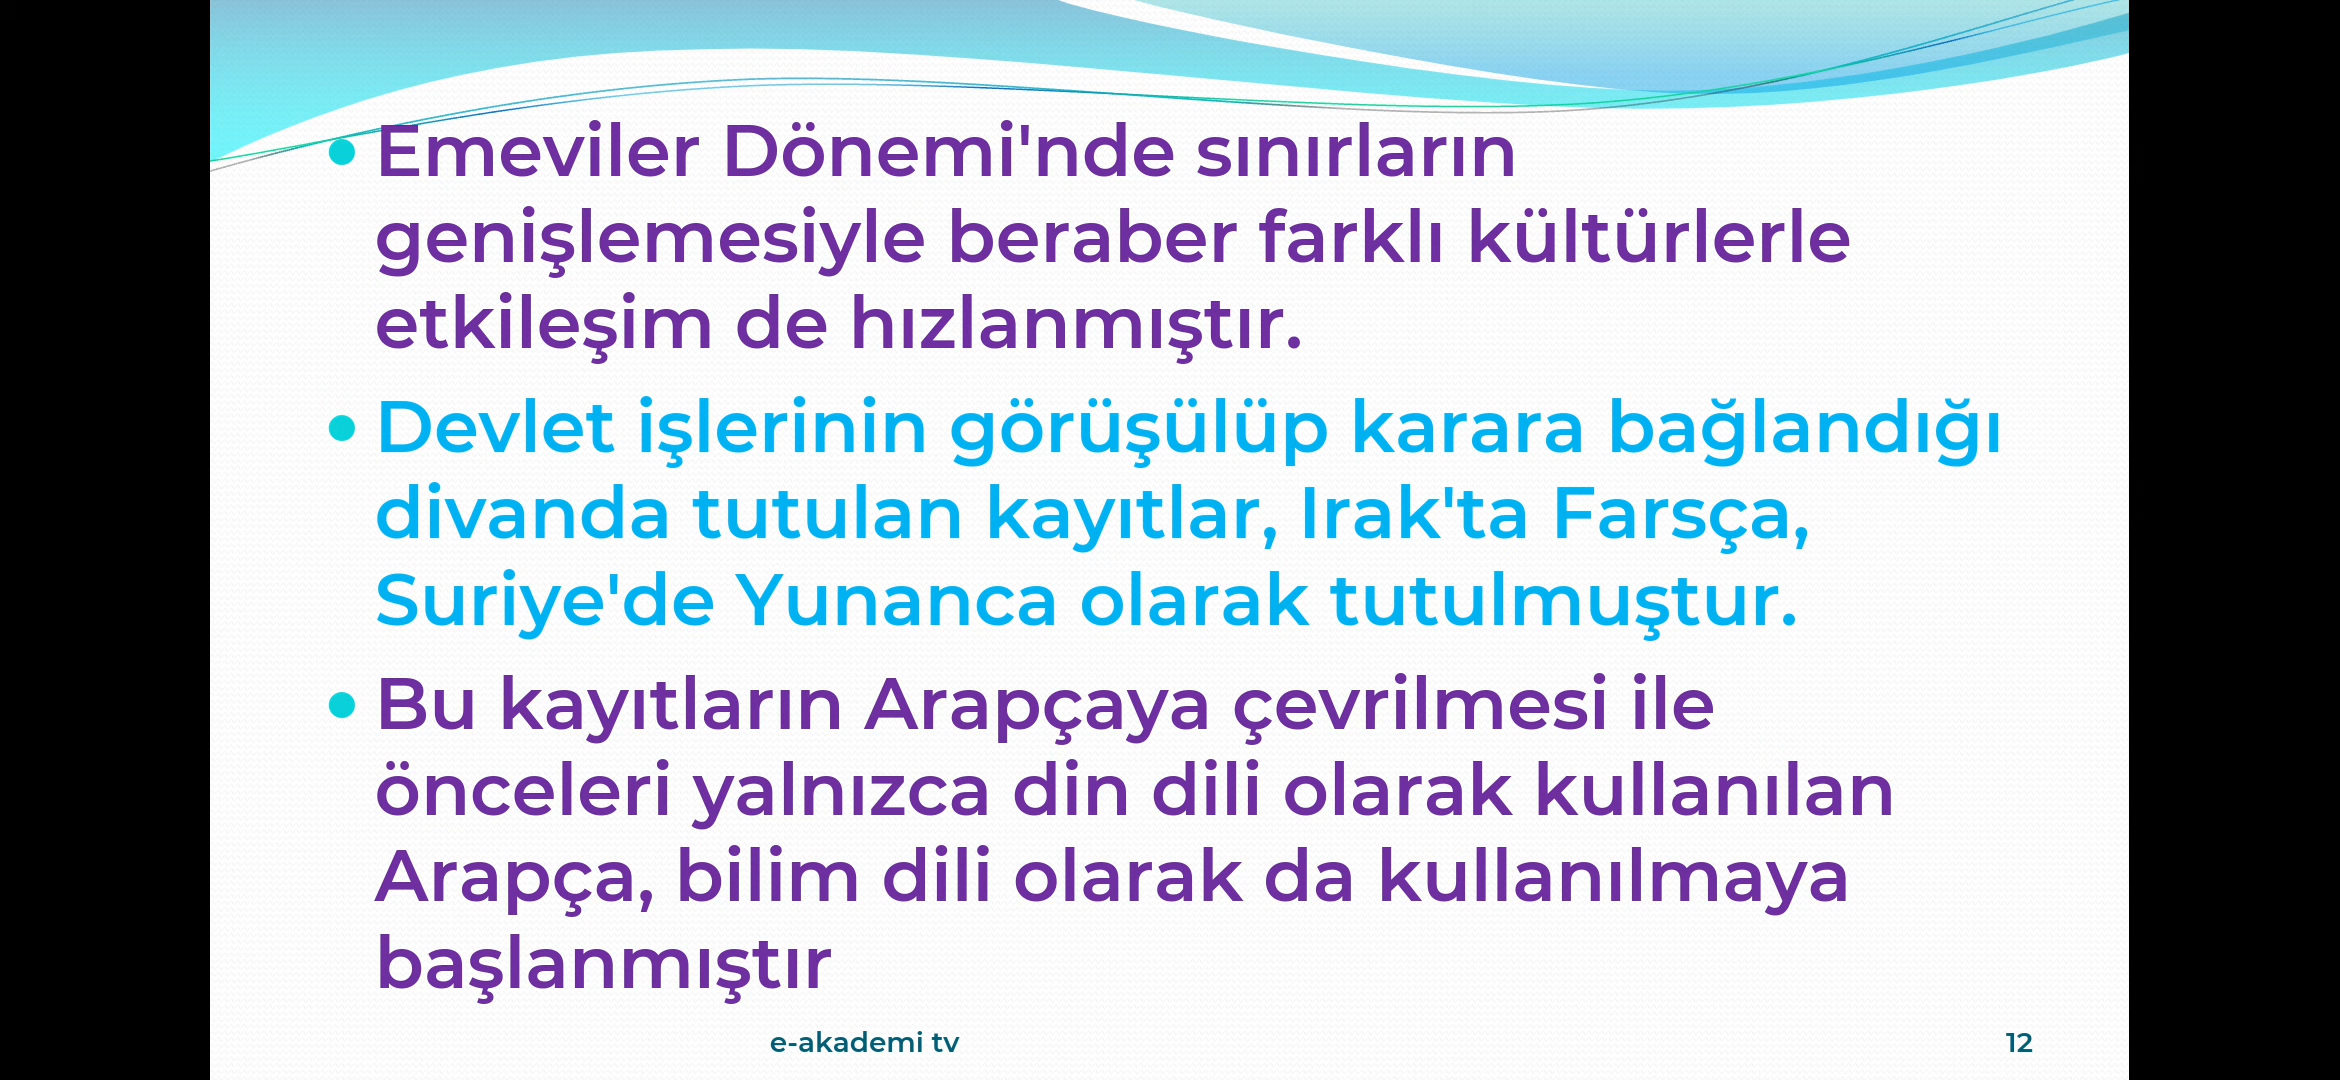 Emeviler Dönemi'nde sınırların
genişlemesiyle beraber farklı kültürlerle
etkileşim de hızlanmıştır.
Devlet işlerinin görüşülüp karara bağlandığı
divanda tutulan kayıtlar, Irak'ta Farsça,
Suriye'de Yunanca olarak tutulmuştur.
Bu kayıtların Arapçaya çevrilmesi ile
önceleri yalnızca din dili olarak kullanılan
Arapça, bilim dili olarak da kullanılmaya
başlanmıştır
e-akademi tv
12